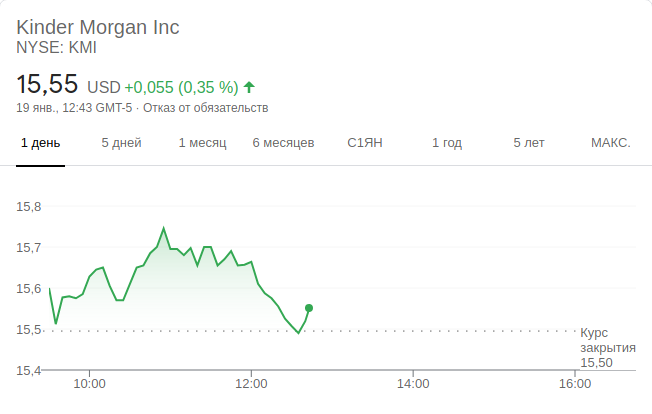 Kinder Morgan Inc
NYSE: KMI
15,55 USD +0,055 (0,35 %)
19 янв., 12:43 GMT-5 · Отказ от обязательств
1 день 5 дней 1 месяц 6 месяцев С1ЯН 1 год 5 лет МАКС.
15,8
15,7
15,6
15,5
15,4
Курс
закрытия
15,50
10:00 12:00 14:00 16:00